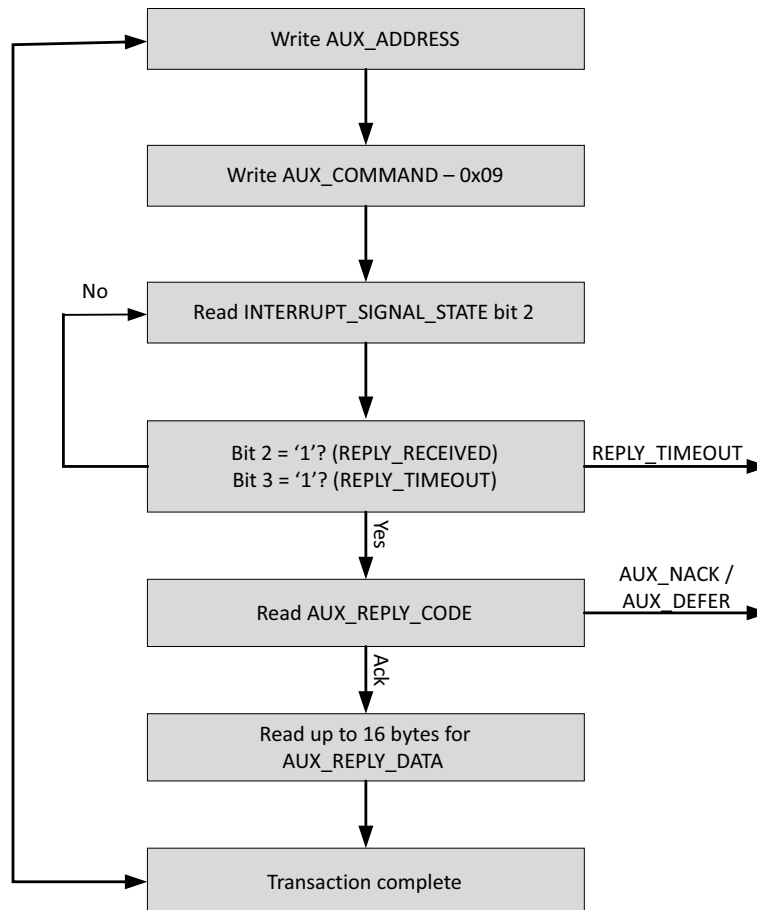 Write AUX_ADDRESS
Write AUX_COMMAND – 0x09
No
Read INTERRUPT_SIGNAL_STATE bit 2
Bit 2 = ‘1’? (REPLY_RECEIVED)
Bit 3 = ‘1’? (REPLY_TIMEOUT)
REPLY_TIMEOUT
Yes
Read AUX_REPLY_CODE
AUX_NACK /
AUX_DEFER
Ack
Read up to 16 bytes for
AUX_REPLY_DATA
Transaction complete